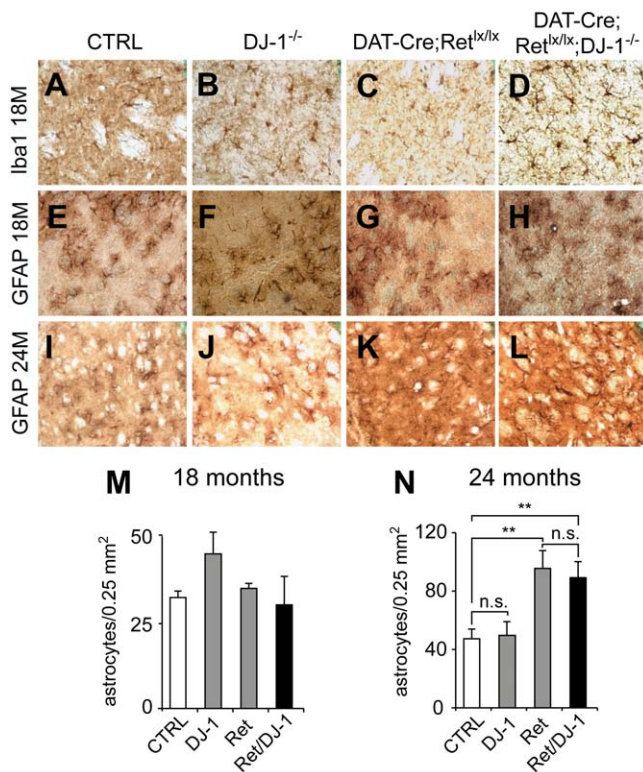 CTRL DJ-1-/- DAT-Cre;Retlx/lx DAT-Cre;
Retlx/lx;DJ-1-/-
Iba1 18M
A B C D
GFAP 18M
E F G H
GFAP 24M
I J K L
M 18 months
astrocytes/0.25 mm²
50
25
0
CTRL DJ-1 Ret Ret/DJ-1
N 24 months
astrocytes/0.25 mm²
120
80
40
0
**
**
n.s.
n.s.
CTRL DJ-1 Ret Ret/DJ-1